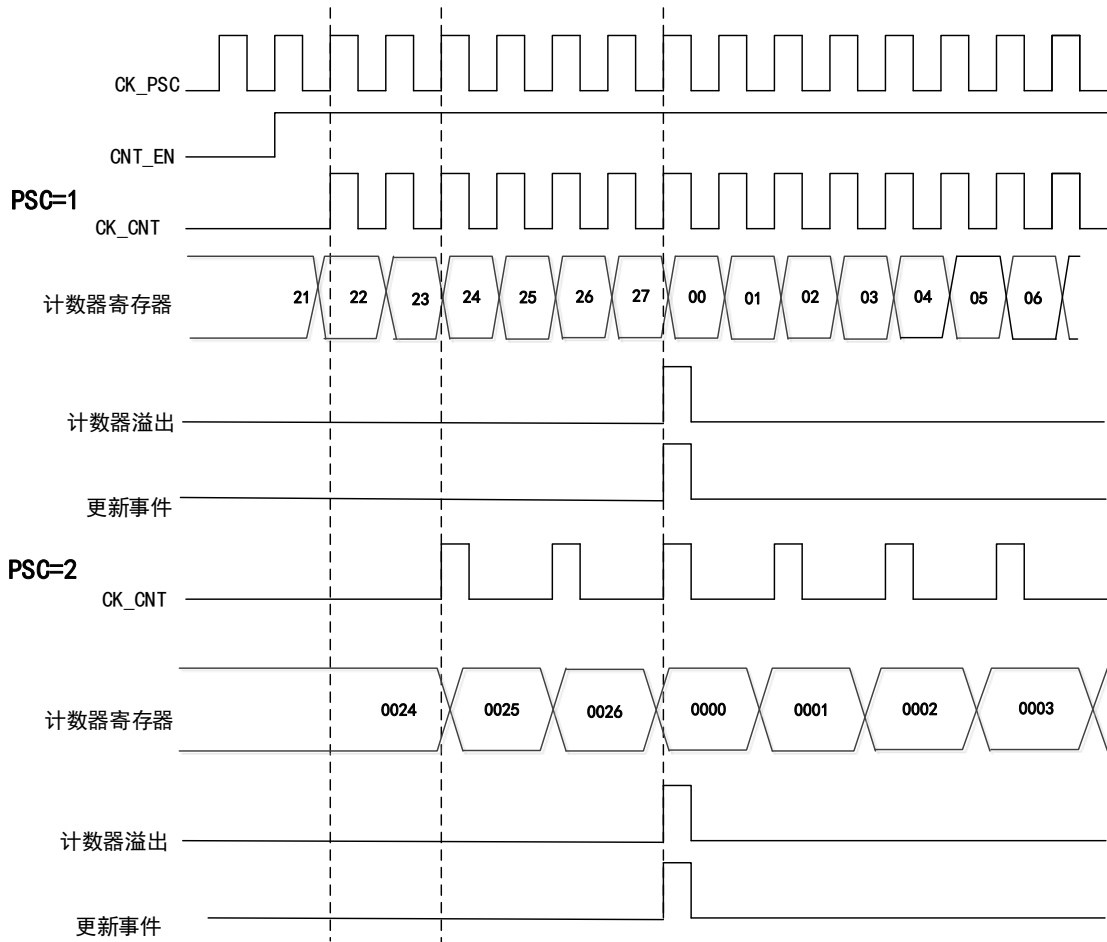 CK_PSC
CNT_EN
PSC=1
CK_CNT
计数器寄存器 21 22 23 24 25 26 27 00 01 02 03 04 05 06
计数器溢出
更新事件
PSC=2
CK_CNT
计数器寄存器 0024 0025 0026 0000 0001 0002 0003
计数器溢出
更新事件